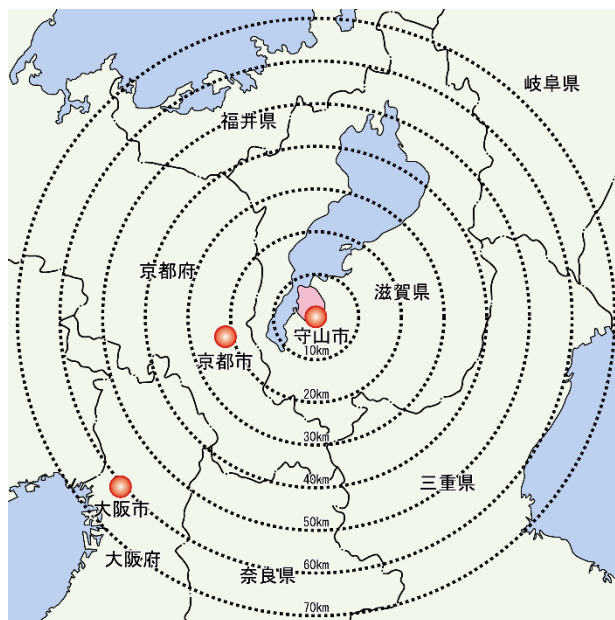 岐阜県
福井県
京都府
滋賀県
守山市
京都市
10km
20km
30km
40km
三重県
大阪市
50km
大阪府
60km
奈良県
70km